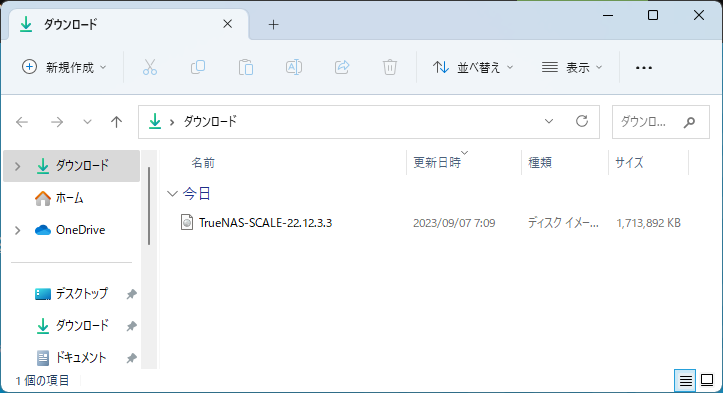 ダウンロード
新規作成
並べ替え
表示
ダウンロード
ダウンロ...
ダウンロード
ホーム
OneDrive
デスクトップ
ダウンロード
ドキュメント
名前 更新日時 種類 サイズ
今日
TrueNAS-SCALE-22.12.3.3 2023/09/07 7:09 ディスク イメー... 1,713,892 KB
1 個の項目